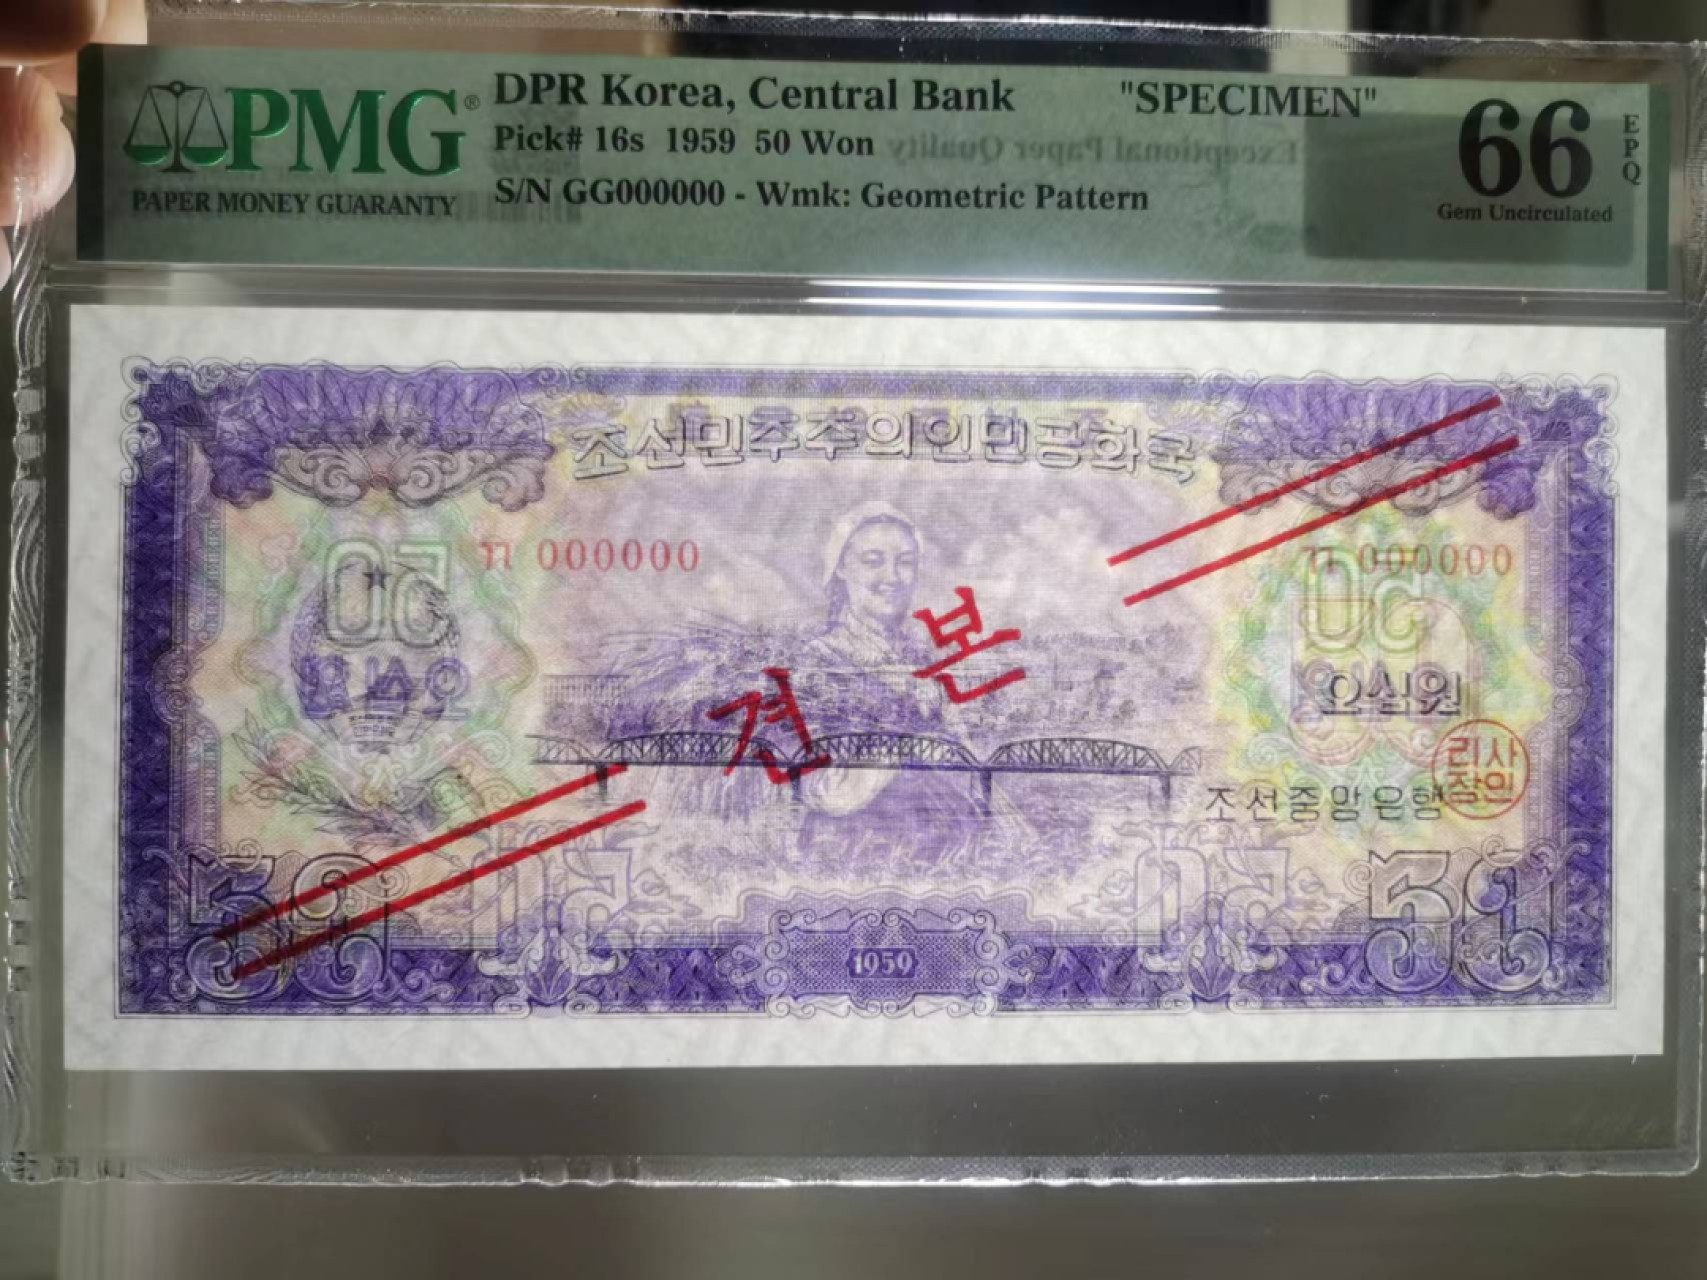 PMG®
PAPER MONEY GUARANTY
DPR Korea, Central Bank "SPECIMEN"
Pick# 16s 1959 50 Won
S/N GG000000 - Wmk: Geometric Pattern
66
EPQ
Gem Uncirculated
Exceptional Paper Quality
조선민주주의인민공화국
ㄲ 000000
ㄲ 000000
50
50
오십원
오십원
견본
조선중앙은행
리사
장인
50
50
50
50
1959